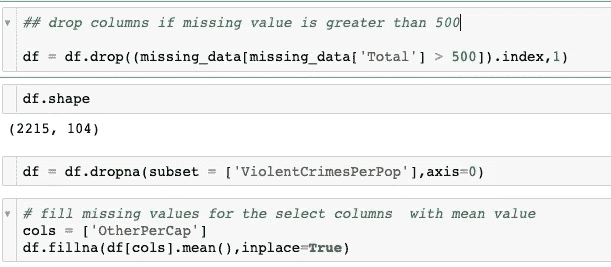 ## drop columns if missing value is greater than 500
df = df.drop((missing_data[missing_data['Total'] > 500]).index,1)
df.shape
(2215, 104)
df = df.dropna(subset = ['ViolentCrimesPerPop'],axis=0)
# fill missing values for the select columns  with mean value
cols = ['OtherPerCap']
df.fillna(df[cols].mean(),inplace=True)